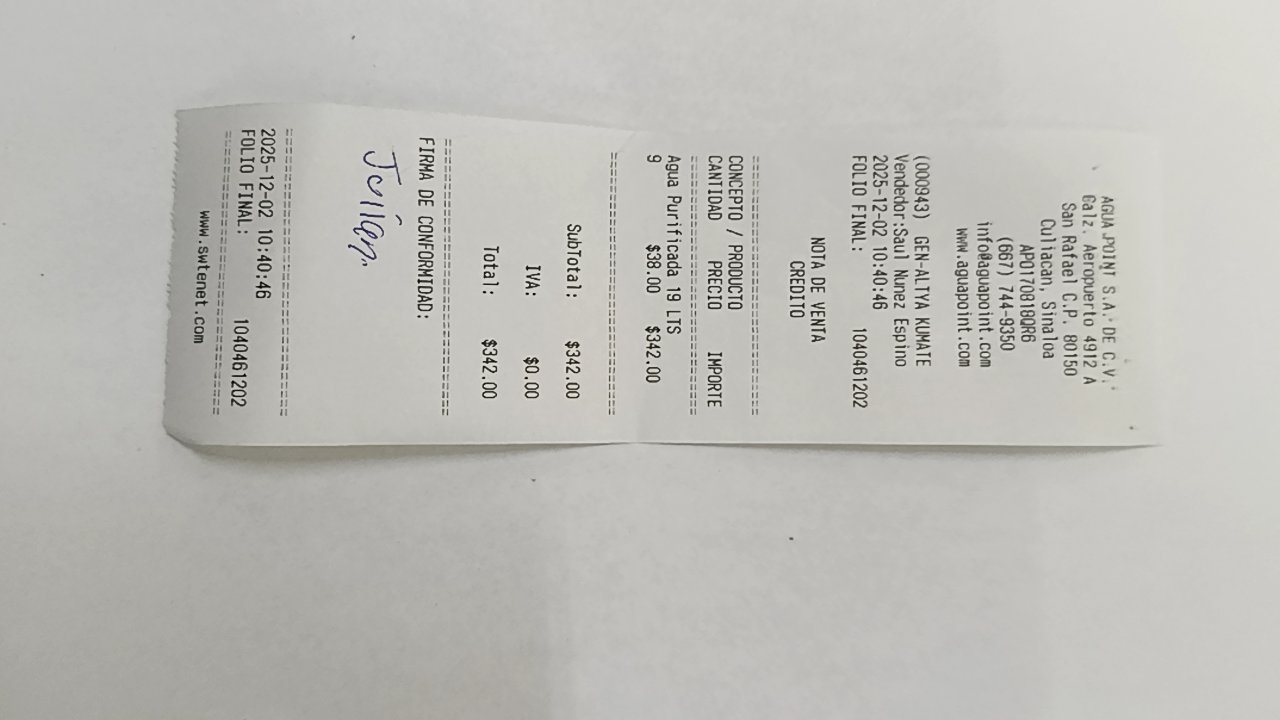 AGUA POINT S.A. DE C.V.
Calz. Aeropuerto 4912 A
San Rafael C.P. 80150
Culiacan, Sinaloa
APO170818QR6
(667) 744-9350
info@aguapoint.com
www.aguapoint.com
(000943) GEN-ALTYA KUMATE
Vendedor:Saul Nunez Espino
2025-12-02 10:40:46
FOLIO FINAL: 1040461202
NOTA DE VENTA
CREDITO
CONCEPTO / PRODUCTO
CANTIDAD PRECIO IMPORTE
Agua Purificada 19 LTS
9 $38.00 $342.00
SubTotal: $342.00
IVA: $0.00
Total: $342.00
FIRMA DE CONFORMIDAD:
Julian.
2025-12-02 10:40:46
FOLIO FINAL: 1040461202
www.swtenet.com